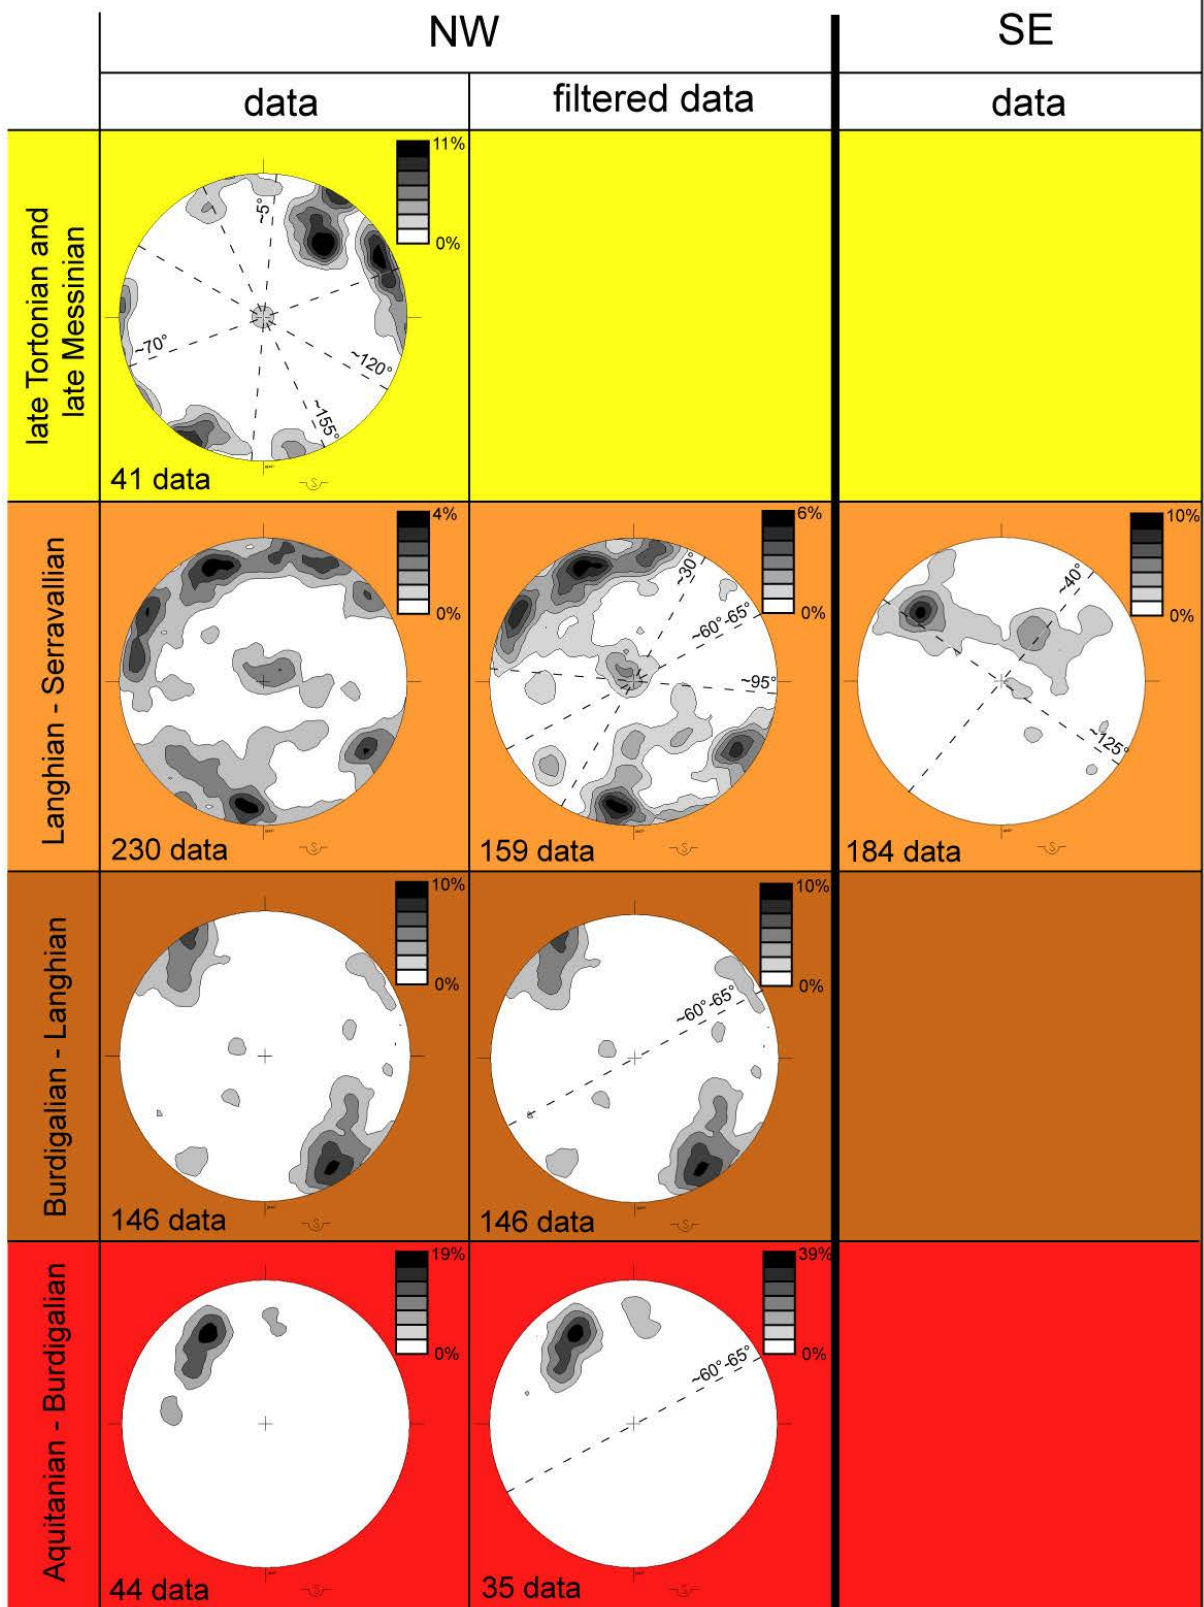 NW
SE
data
filtered data
data
late Tortonian and
late Messinian
11%
0%
~5°
~70°
~120°
~155°
S
41 data
Langhian - Serravallian
4%
0%
S
230 data
6%
0%
~30°
~60°-65°
~95°
S
159 data
10%
0%
~40°
~125°
S
184 data
Burdigalian - Langhian
10%
0%
S
146 data
10%
0%
~60°-65°
S
146 data
Aquitanian - Burdigalian
19%
0%
S
44 data
39%
0%
~60°-65°
S
35 data